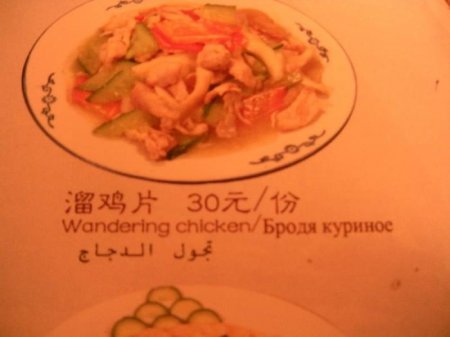 溜鸡片 30元/份
Wandering chicken/Бродя куриное
تجول الدجاج